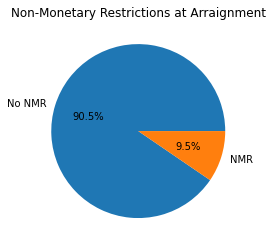 Non-Monetary Restrictions at Arraignment
No NMR
90.5%
9.5%
NMR